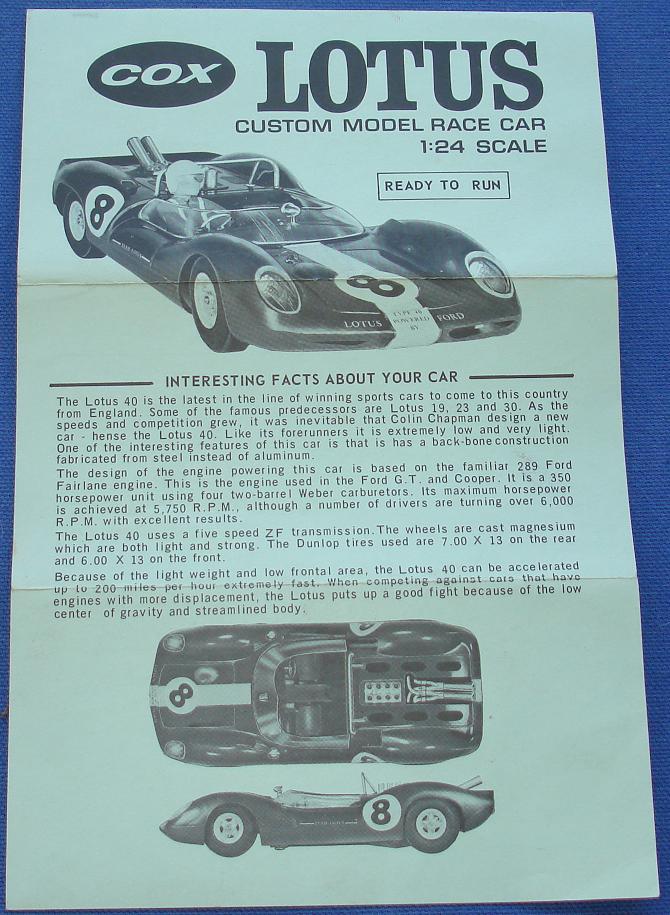 COX LOTUS
CUSTOM MODEL RACE CAR
1:24 SCALE
READY TO RUN
8
8
LOTUS TYPE 40 POWERED BY FORD
INTERESTING FACTS ABOUT YOUR CAR
The Lotus 40 is the latest in the line of winning sports cars to come to this country
from England. Some of the famous predecessors are Lotus 19, 23 and 30. As the
speeds and competition grew, it was inevitable that Colin Chapman design a new
car - hense the Lotus 40. Like its forerunners it is extremely low and very light.
One of the interesting features of this car is that is has a back-bone construction
fabricated from steel instead of aluminum.
The design of the engine powering this car is based on the familiar 289 Ford
Fairlane engine. This is the engine used in the Ford G.T. and Cooper. It is a 350
horsepower unit using four two-barrel Weber carburetors. Its maximum horsepower
is achieved at 5,750 R.P.M., although a number of drivers are turning over 6,000
R.P.M. with excellent results.
The Lotus 40 uses a five speed ZF transmission. The wheels are cast magnesium
which are both light and strong. The Dunlop tires used are 7.00 X 13 on the rear
and 6.00 X 13 on the front.
Because of the light weight and low frontal area, the Lotus 40 can be accelerated
up to 200 miles per hour extremely fast. When competing against cars that have
engines with more displacement, the Lotus puts up a good fight because of the low
center of gravity and streamlined body.
8
8